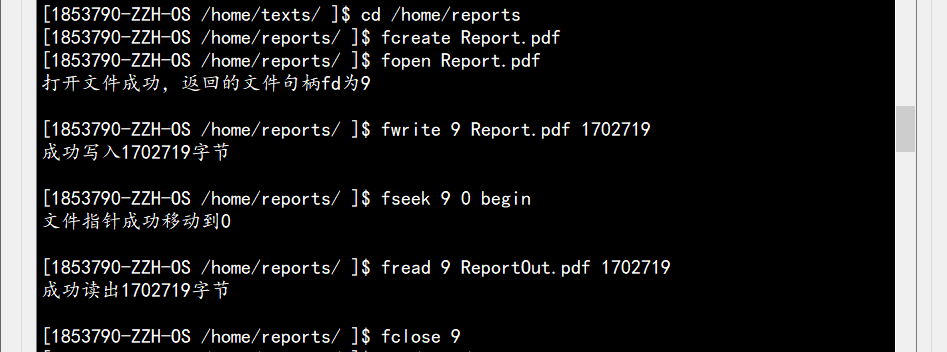 [1853790-ZZH-OS /home/texts/ ]$ cd /home/reports
[1853790-ZZH-OS /home/reports/ ]$ fcreate Report.pdf
[1853790-ZZH-OS /home/reports/ ]$ fopen Report.pdf
打开文件成功，返回的文件句柄fd为9
[1853790-ZZH-OS /home/reports/ ]$ fwrite 9 Report.pdf 1702719
成功写入1702719字节
[1853790-ZZH-OS /home/reports/ ]$ fseek 9 0 begin
文件指针成功移动到0
[1853790-ZZH-OS /home/reports/ ]$ fread 9 ReportOut.pdf 1702719
成功读出1702719字节
[1853790-ZZH-OS /home/reports/ ]$ fclose 9